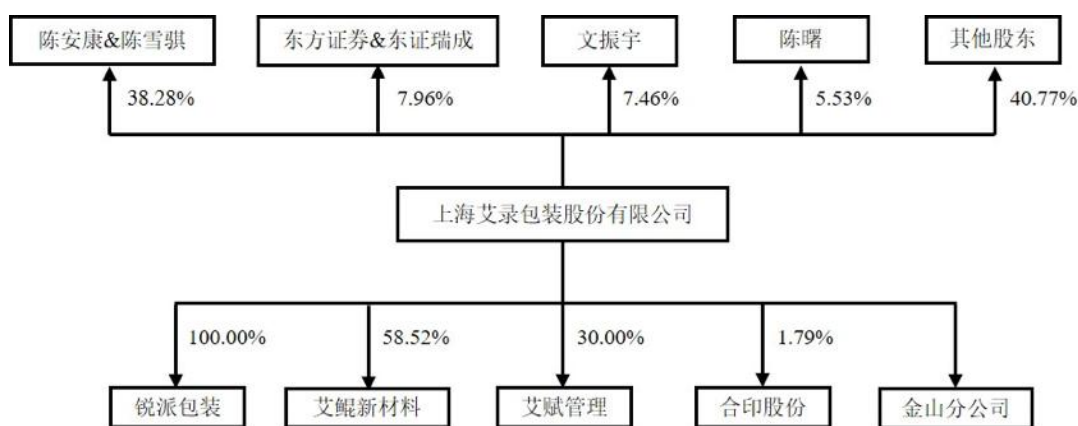 陈安康&陈雪骐
东方证券&东证瑞成
文振宇
陈曙
其他股东
38.28%
7.96%
7.46%
5.53%
40.77%
上海艾录包装股份有限公司
100.00%
58.52%
30.00%
1.79%
锐派包装
艾鲲新材料
艾赋管理
合印股份
金山分公司